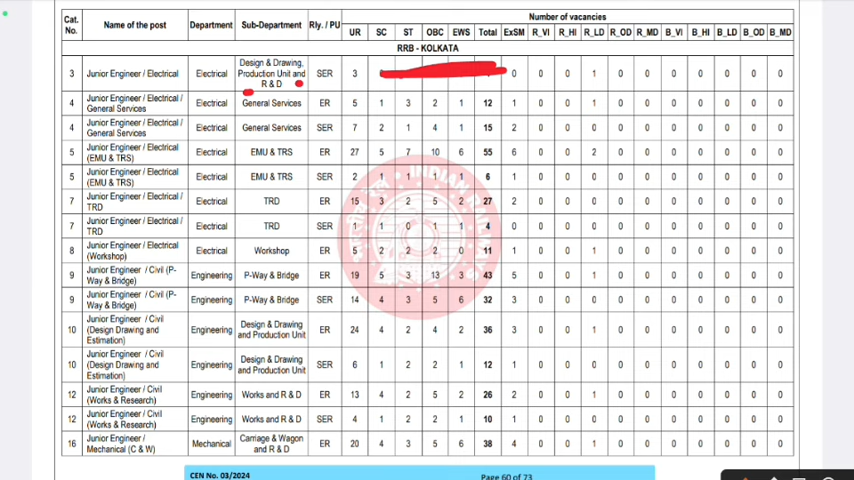 Cat. No. Name of the post Department Sub-Department Rly. / PU Number of vacancies
UR SC ST OBC EWS Total ExSM R_VI R_HI R_LD R_OD R_MD B_VI B_HI B_LD B_OD B_MD
RRB - KOLKATA
3 Junior Engineer / Electrical Electrical Design & Drawing, Production Unit and R & D SER 3 0 0 0 1 0 0 0 0 0 0 0
4 Junior Engineer / Electrical / General Services Electrical General Services ER 5 1 3 2 1 12 1 0 0 1 0 0 0 0 0 0 0
4 Junior Engineer / Electrical / General Services Electrical General Services SER 7 2 1 4 1 15 2 0 0 0 0 0 0 0 0 0 0
5 Junior Engineer / Electrical (EMU & TRS) Electrical EMU & TRS ER 27 5 7 10 6 55 6 0 0 2 0 0 0 0 0 0 0
5 Junior Engineer / Electrical (EMU & TRS) Electrical EMU & TRS SER 2 1 1 1 1 6 1 0 0 0 0 0 0 0 0 0 0
7 Junior Engineer / Electrical / TRD Electrical TRD ER 15 3 2 5 2 27 2 0 0 0 0 0 0 0 0 0 0
7 Junior Engineer / Electrical / TRD Electrical TRD SER 1 1 0 1 1 4 0 0 0 0 0 0 0 0 0 0 0
8 Junior Engineer / Electrical (Workshop) Electrical Workshop ER 5 2 2 2 0 11 1 0 0 1 0 0 0 0 0 0 0
9 Junior Engineer / Civil (P-Way & Bridge) Engineering P-Way & Bridge ER 19 5 3 13 3 43 5 0 0 1 0 0 0 0 0 0 0
9 Junior Engineer / Civil (P-Way & Bridge) Engineering P-Way & Bridge SER 14 4 3 5 6 32 3 0 0 0 0 0 0 0 0 0 0
10 Junior Engineer / Civil (Design Drawing and Estimation) Engineering Design & Drawing and Production Unit ER 24 4 2 4 2 36 3 0 0 1 0 0 0 0 0 0 0
10 Junior Engineer / Civil (Design Drawing and Estimation) Engineering Design & Drawing and Production Unit SER 6 1 2 2 1 12 1 0 0 0 0 0 0 0 0 0 0
12 Junior Engineer / Civil (Works & Research) Engineering Works and R & D ER 13 4 2 5 2 26 2 0 0 1 0 0 0 0 0 0 0
12 Junior Engineer / Civil (Works & Research) Engineering Works and R & D SER 4 1 2 2 1 10 1 0 0 0 0 0 0 0 0 0 0
16 Junior Engineer / Mechanical (C & W) Mechanical Carriage & Wagon and R & D ER 20 4 3 5 6 38 4 0 0 1 0 0 0 0 0 0 0
INDIAN RAILWAYS
भारतीय रेल
CEN No. 03/2024 Page 60 of 73